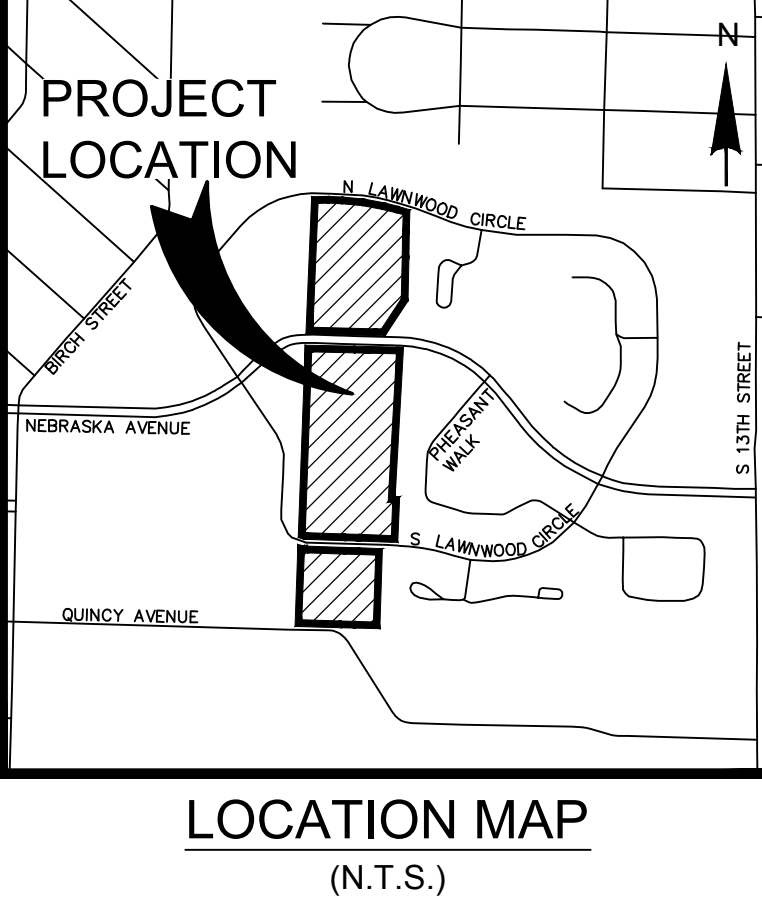 N
PROJECT
LOCATION
N LAWNWOOD CIRCLE
BIRCH STREET
S 13TH STREET
NEBRASKA AVENUE
PHEASANT
WALK
S LAWNWOOD CIRCLE
QUINCY AVENUE
LOCATION MAP
(N.T.S.)